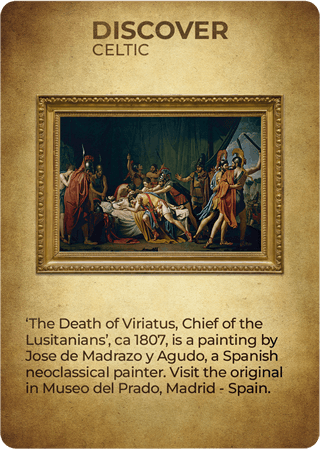 DISCOVER
CELTIC
‘The Death of Viriatus, Chief of the
Lusitanians’, ca 1807, is a painting by
Jose de Madrazo y Agudo, a Spanish
neoclassical painter. Visit the original
in Museo del Prado, Madrid - Spain.